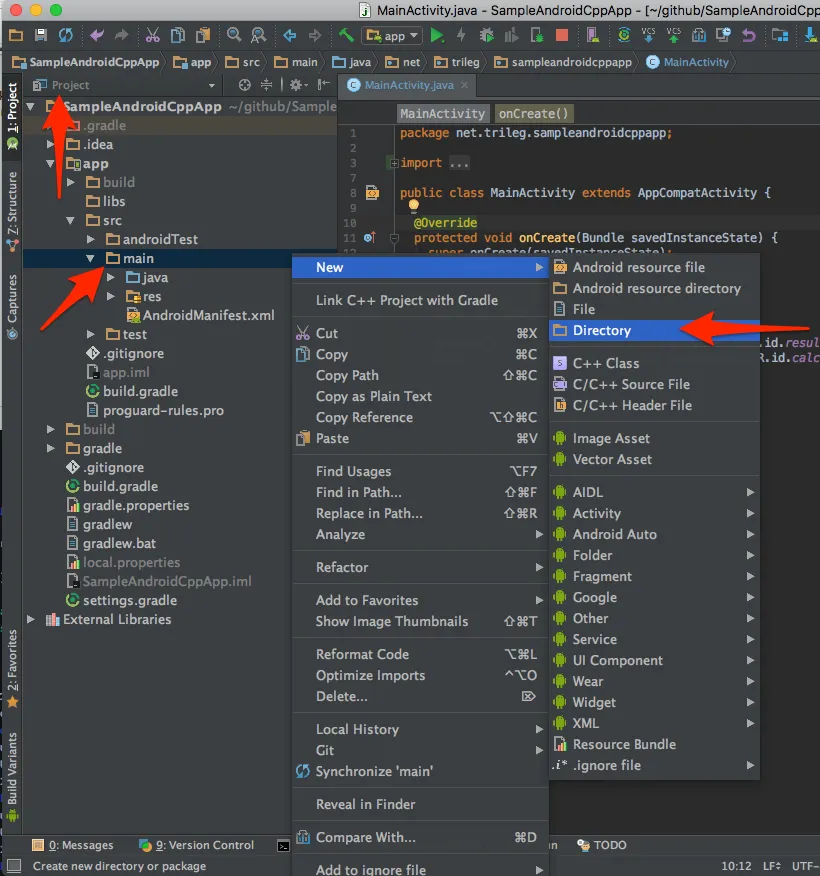 MainActivity.java - SampleAndroidCppApp - [~/github/SampleAndroidCpp
app
VCS
VCS
SampleAndroidCppApp
app
src
main
java
net
trileg
sampleandroidcppapp
MainActivity
Project
MainActivity.java
1: Project
Z: Structure
Captures
2: Favorites
Build Variants
SampleAndroidCppApp ~/github/Sample
.gradle
.idea
app
build
libs
src
androidTest
main
java
res
AndroidManifest.xml
test
.gitignore
app.iml
build.gradle
proguard-rules.pro
build
gradle
.gitignore
build.gradle
gradle.properties
gradlew
gradlew.bat
local.properties
SampleAndroidCppApp.iml
settings.gradle
External Libraries
MainActivity onCreate()
1 package net.trileg.sampleandroidcppapp;
2
3 import ...
7
8 public class MainActivity extends AppCompatActivity {
9
10 @Override
11 protected void onCreate(Bundle savedInstanceState) {
12 super.onCreate(savedInstanceState);
.id.resul
R.id.calc
New
Link C++ Project with Gradle
Cut ⌘X
Copy ⌘C
Copy Path ⇧⌘C
Copy as Plain Text
Copy Reference ⌥⇧⌘C
Paste ⌘V
Find Usages ⌥F7
Find in Path... ⇧⌘F
Replace in Path... ⇧⌘R
Analyze
Refactor
Add to Favorites
Show Image Thumbnails ⇧⌘T
Reformat Code ⌥⌘L
Optimize Imports ^⌥O
Delete... ⌦
Local History
Git
Synchronize 'main'
Reveal in Finder
Compare With... ⌘D
Add to ignore file
Android resource file
Android resource directory
File
Directory
C++ Class
C/C++ Source File
C/C++ Header File
Image Asset
Vector Asset
AIDL
Activity
Android Auto
Folder
Fragment
Google
Other
Service
UI Component
Wear
Widget
XML
Resource Bundle
.i* .ignore file
0: Messages
9: Version Control
un
TODO
Create new directory or package
10:12 LF÷ UTF-